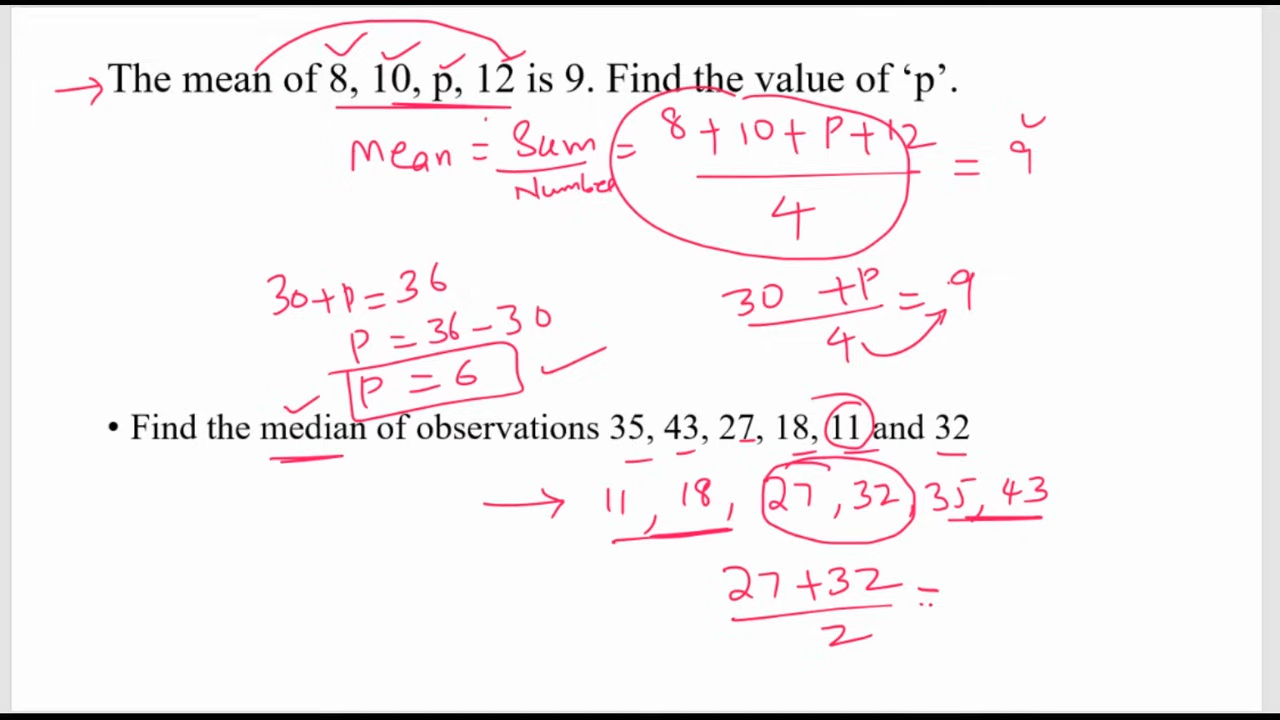 The mean of 8, 10, p, 12 is 9. Find the value of ‘p’.
mean = Sum/Number = 8+10+P+12/4 = 9
30+P/4 = 9
30+P=36
P=36-30
P=6
• Find the median of observations 35, 43, 27, 18, 11 and 32
11, 18, 27, 32, 35, 43
27+32/2 =